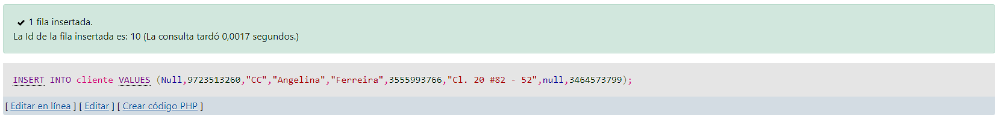 ✔ 1 fila insertada.
La Id de la fila insertada es: 10 (La consulta tardó 0,0017 segundos.)
INSERT INTO cliente VALUES (Null,9723513260,"CC","Angelina","Ferreira",3555993766,"Cl. 20 #82 - 52",null,3464573799);
[ Editar en línea ] [ Editar ] [ Crear código PHP ]